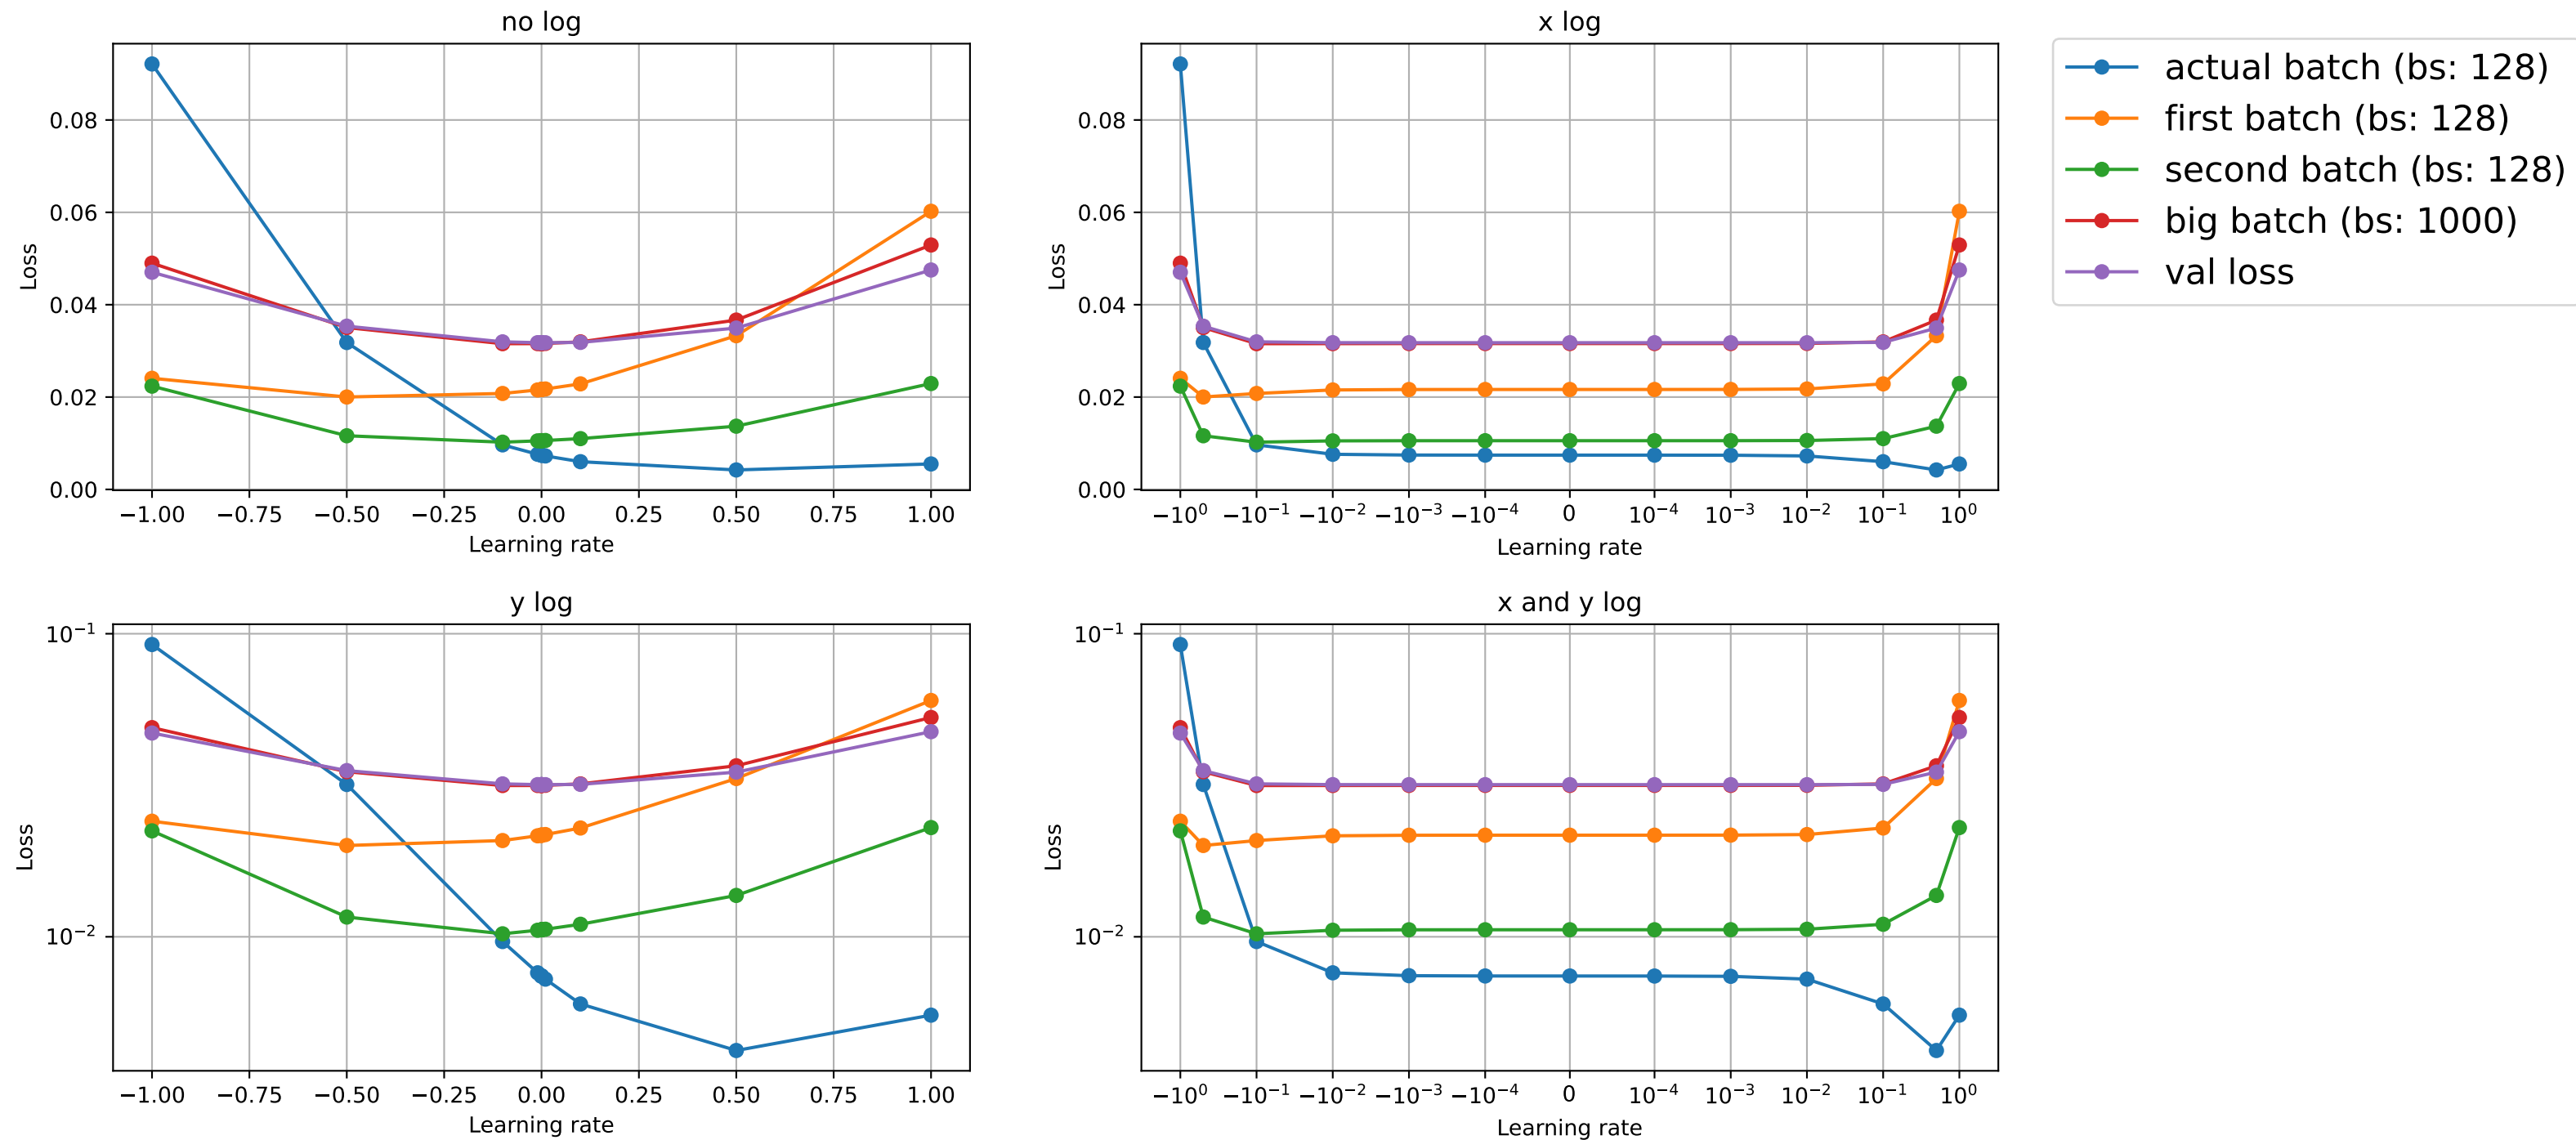 no log
0.08
0.06
0.04
0.02
0.00
Loss
−1.00 −0.75 −0.50 −0.25 0.00 0.25 0.50 0.75 1.00
Learning rate
x log
0.08
0.06
0.04
0.02
0.00
Loss
−10⁰ −10⁻¹ −10⁻² −10⁻³ −10⁻⁴ 0 10⁻⁴ 10⁻³ 10⁻² 10⁻¹ 10⁰
Learning rate
actual batch (bs: 128)
first batch (bs: 128)
second batch (bs: 128)
big batch (bs: 1000)
val loss
y log
10⁻¹
10⁻²
Loss
−1.00 −0.75 −0.50 −0.25 0.00 0.25 0.50 0.75 1.00
Learning rate
x and y log
10⁻¹
10⁻²
Loss
−10⁰ −10⁻¹ −10⁻² −10⁻³ −10⁻⁴ 0 10⁻⁴ 10⁻³ 10⁻² 10⁻¹ 10⁰
Learning rate